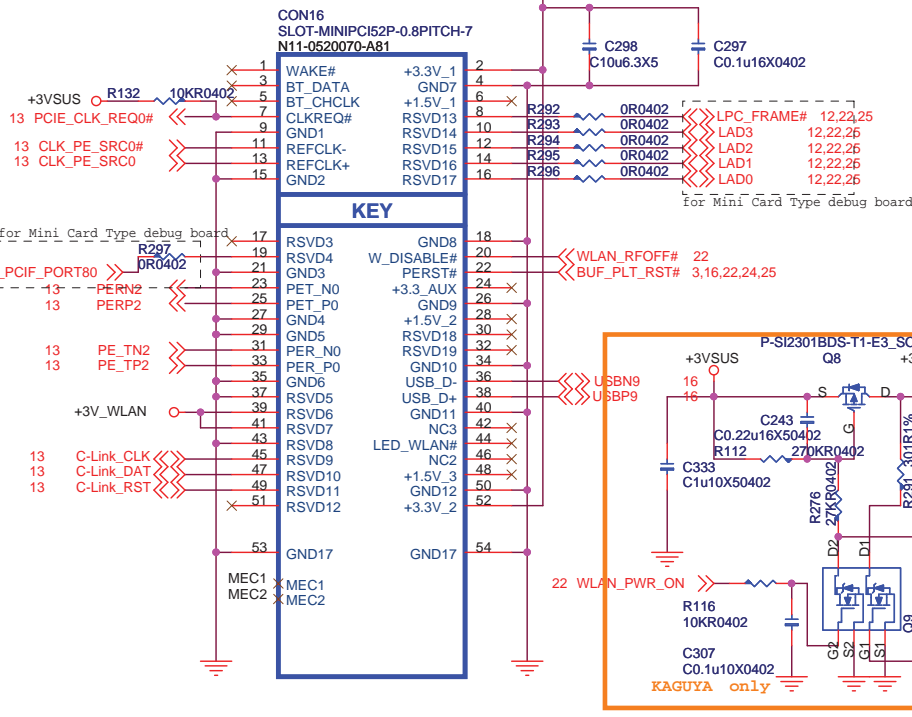 CON16
SLOT-MINIPCI52P-0.8PITCH-7
N11-0520070-A81
C298
C10u6.3X5
C297
C0.1u16X0402
+3VSUS
R132
10KR0402
13 PCIE_CLK_REQ0#
13 CLK_PE_SRC0#
13 CLK_PE_SRC0
1 WAKE# +3.3V_1 2
3 BT_DATA GND7 4
5 BT_CHCLK +1.5V_1 6
7 CLKREQ# RSVD13 8
9 GND1 RSVD14 10
11 REFCLK- RSVD15 12
13 REFCLK+ RSVD16 14
15 GND2 RSVD17 16
R292 0R0402 LPC_FRAME# 12,22,25
R293 0R0402 LAD3 12,22,25
R294 0R0402 LAD2 12,22,25
R295 0R0402 LAD1 12,22,25
R296 0R0402 LAD0 12,22,25
for Mini Card Type debug board
KEY
for Mini Card Type debug board
R297
0R0402
_PCIF_PORT80
13 PERN2
13 PERP2
13 PE_TN2
13 PE_TP2
+3V_WLAN
13 C-Link_CLK
13 C-Link_DAT
13 C-Link_RST
17 RSVD3 GND8 18
19 RSVD4 W_DISABLE# 20
21 GND3 PERST# 22
23 PET_N0 +3.3_AUX 24
25 PET_P0 GND9 26
27 GND4 +1.5V_2 28
29 GND5 RSVD18 30
31 PER_N0 RSVD19 32
33 PER_P0 GND10 34
35 GND6 USB_D- 36
37 RSVD5 USB_D+ 38
39 RSVD6 GND11 40
41 RSVD7 NC3 42
43 RSVD8 LED_WLAN# 44
45 RSVD9 NC2 46
47 RSVD10 +1.5V_3 48
49 RSVD11 GND12 50
51 RSVD12 +3.3V_2 52
53 GND17 GND17 54
MEC1 MEC1
MEC2 MEC2
WLAN_RFOFF# 22
BUF_PLT_RST# 3,16,22,24,25
USBN9 16
USBP9 16
P-SI2301BDS-T1-E3_SO
Q8
+3VSUS
+3
S
D
G
C243
C0.22u16X50402
R112
270KR0402
C333
C1u10X50402
R276
27KR0402
R291
301R1%
D2
D1
22 WLAN_PWR_ON
R116
10KR0402
C307
C0.1u10X0402
G2
S2
G1
S1
Q9
KAGUYA only